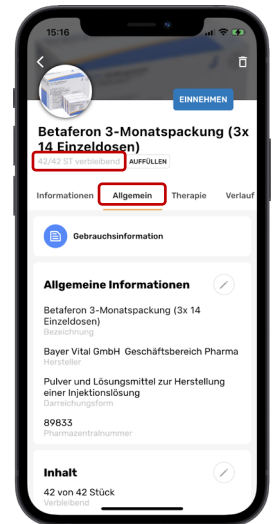 15:16
EINNEHMEN
Betaferon 3-Monatspackung (3x
14 Einzeldosen)
42/42 ST verbleibend AUFFÜLLEN
Informationen Allgemein Therapie Verlauf
Gebrauchsinformation
Allgemeine Informationen
Betaferon 3-Monatspackung (3x 14
Einzeldosen)
Bezeichnung
Bayer Vital GmbH Geschäftsbereich Pharma
Hersteller
Pulver und Lösungsmittel zur Herstellung
einer Injektionslösung
Darreichungsform
89833
Pharmazentralnummer
Inhalt
42 von 42 Stück
Verbleibend